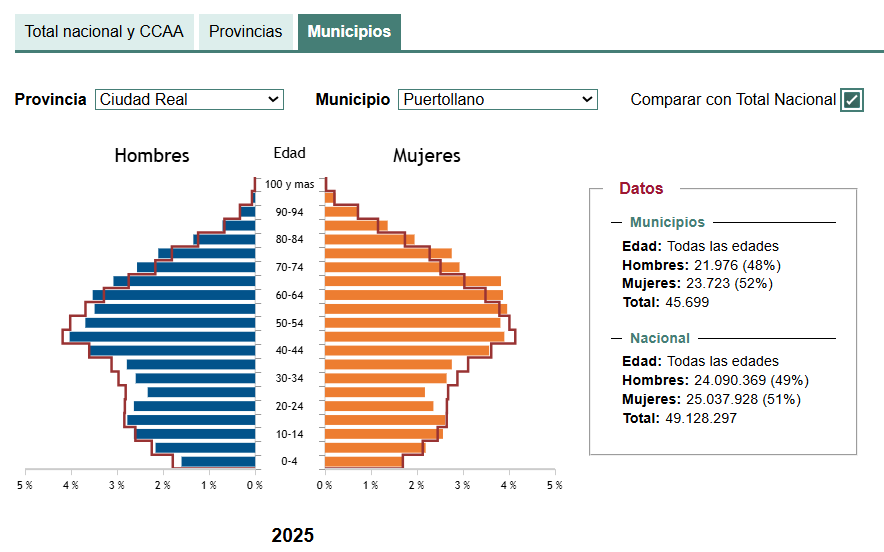 Total nacional y CCAA Provincias Municipios
Provincia Ciudad Real Municipio Puertollano Comparar con Total Nacional
Hombres Edad Mujeres
100 y mas
90-94
80-84
70-74
60-64
50-54
40-44
30-34
20-24
10-14
0-4
5 % 4 % 3 % 2 % 1 % 0 % 0 % 1 % 2 % 3 % 4 % 5 %
2025
Datos
Municipios
Edad: Todas las edades
Hombres: 21.976 (48%)
Mujeres: 23.723 (52%)
Total: 45.699
Nacional
Edad: Todas las edades
Hombres: 24.090.369 (49%)
Mujeres: 25.037.928 (51%)
Total: 49.128.297